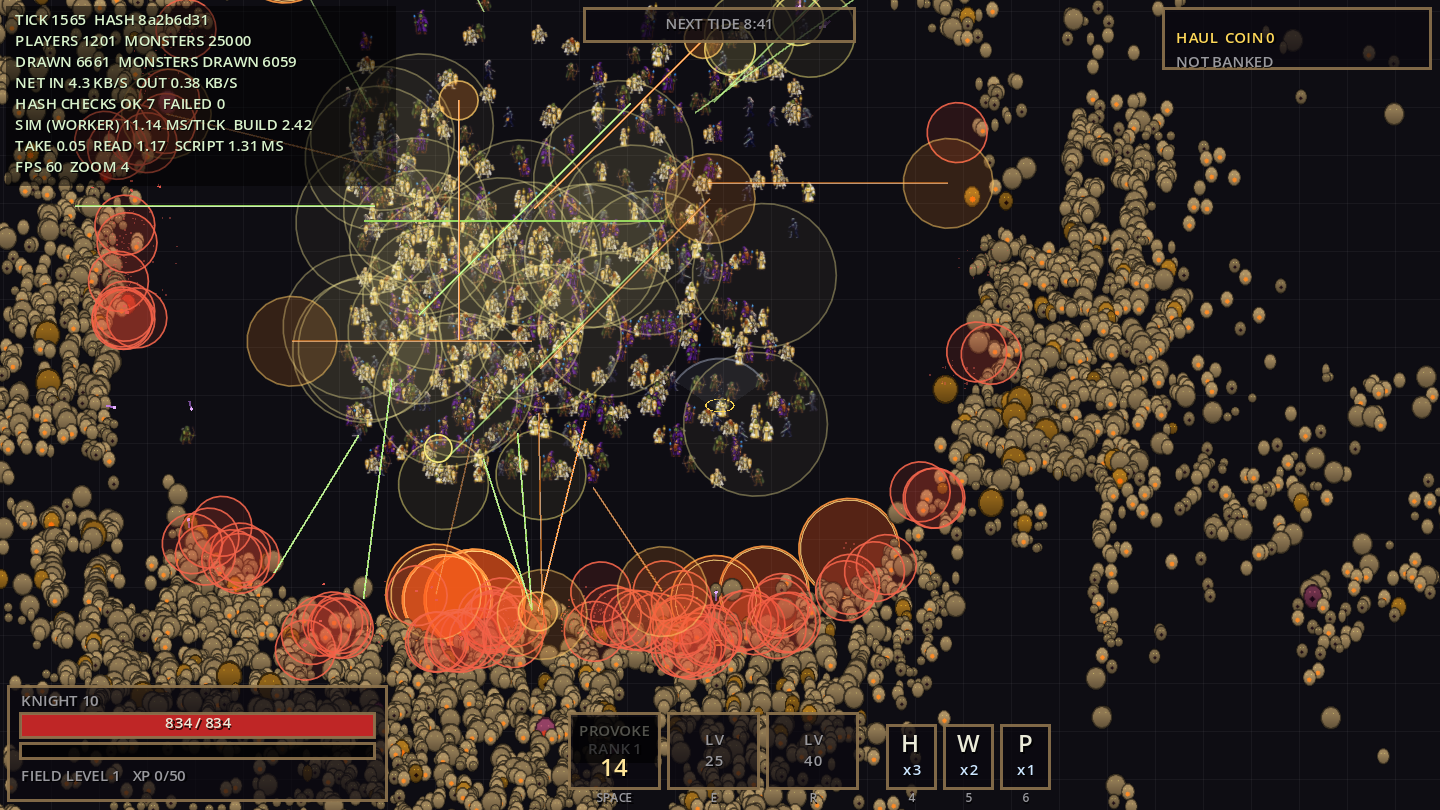 TICK 1565 HASH 8a2b6d31
PLAYERS 1201 MONSTERS 25000
DRAWN 6661 MONSTERS DRAWN 6059
NET IN 4.3 KB/S OUT 0.38 KB/S
HASH CHECKS OK 7 FAILED 0
SIM (WORKER) 11.14 MS/TICK BUILD 2.42
TAKE 0.05 READ 1.17 SCRIPT 1.31 MS
FPS 60 ZOOM 4
NEXT TIDE 8:41
HAUL COIN 0
NOT BANKED
KNIGHT 10
834 / 834
FIELD LEVEL 1 XP 0/50
PROVOKE
RANK 1
14
SPACE
LV
25
E
LV
40
R
H
x3
4
W
x2
5
P
x1
6